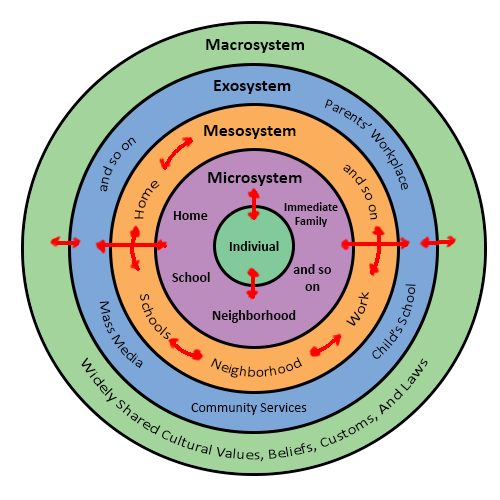 Macrosystem
Exosystem
Parents' Workplace
and so on
Mesosystem
and so on
Home
Microsystem
Home
Immediate
Family
Indiviual
School
and so
on
Neighborhood
Schools
Neighborhood
Work
Mass Media
Community Services
Child's School
Widely Shared Cultural Values, Beliefs, Customs, And Laws